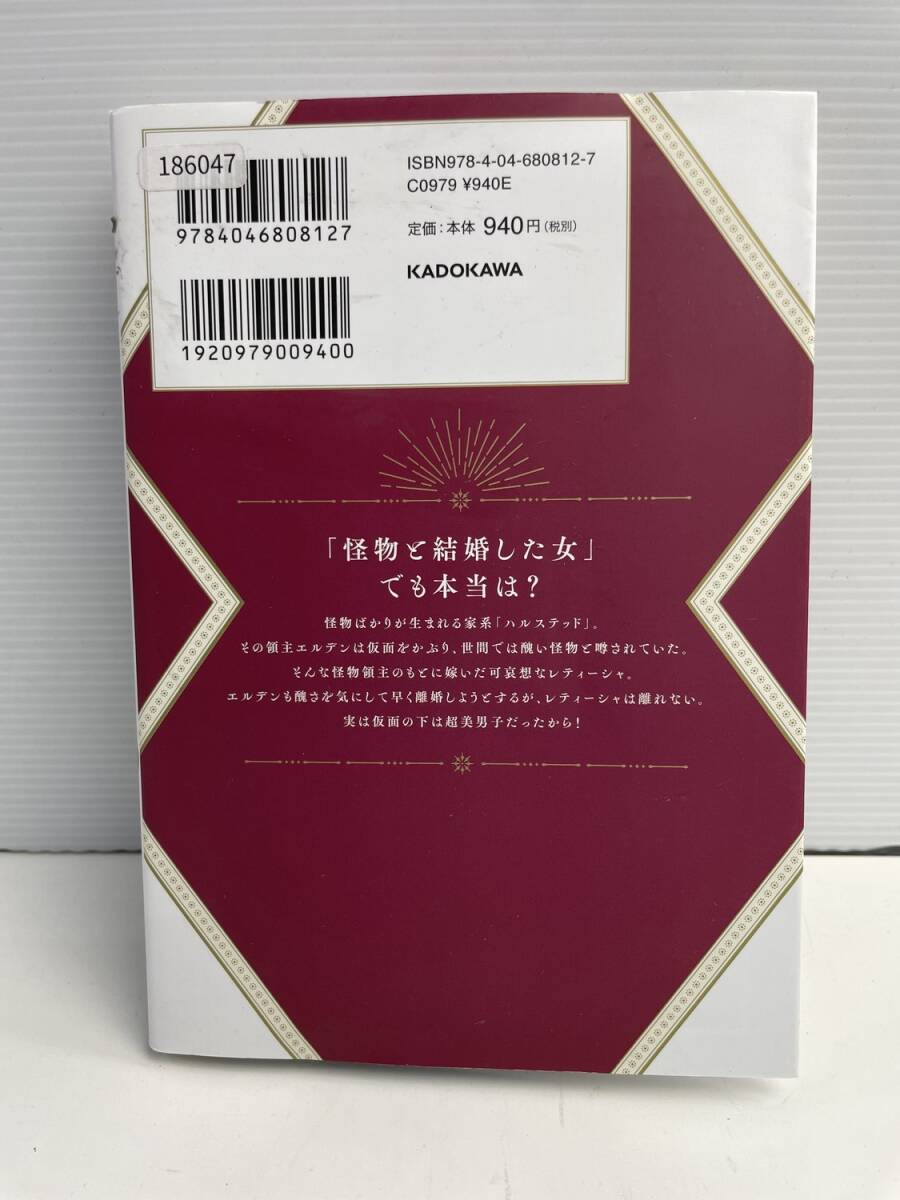 186047
ISBN978-4-04-680812-7
C0979 ¥940E
9784046808127
定価：本体 940円（税別）
KADOKAWA
1920979009400
「怪物と結婚した女」
でも本当は？
怪物ばかりが生まれる家系「ハルステッド」。
その領主エルデンは仮面をかぶり、世間では醜い怪物と噂されていた。
そんな怪物領主のもとに嫁いだ可哀想なレティーシャ。
エルデンも醜さを気にして早く離婚しようとするが、レティーシャは離れない。
実は仮面の下は超美男子だったから！